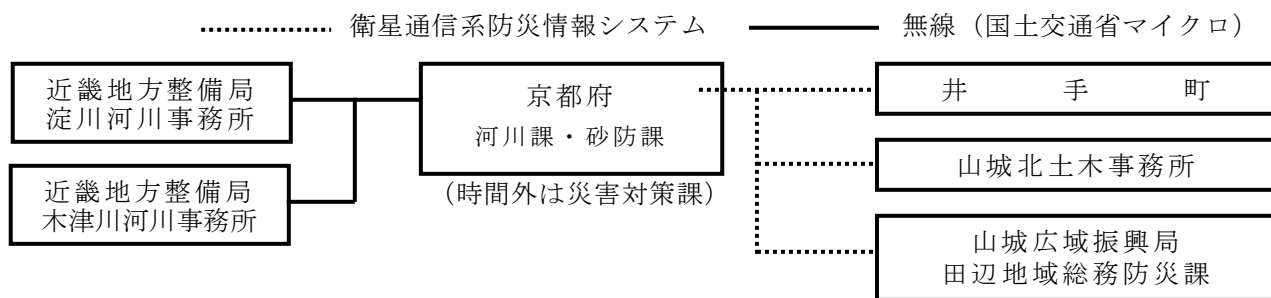 衛星通信系防災情報システム 無線（国土交通省マイクロ）
近畿地方整備局
淀川河川事務所
近畿地方整備局
木津川河川事務所
京都府
河川課・砂防課
（時間外は災害対策課）
井手町
山城北土木事務所
山城広域振興局
田辺地域総務防災課